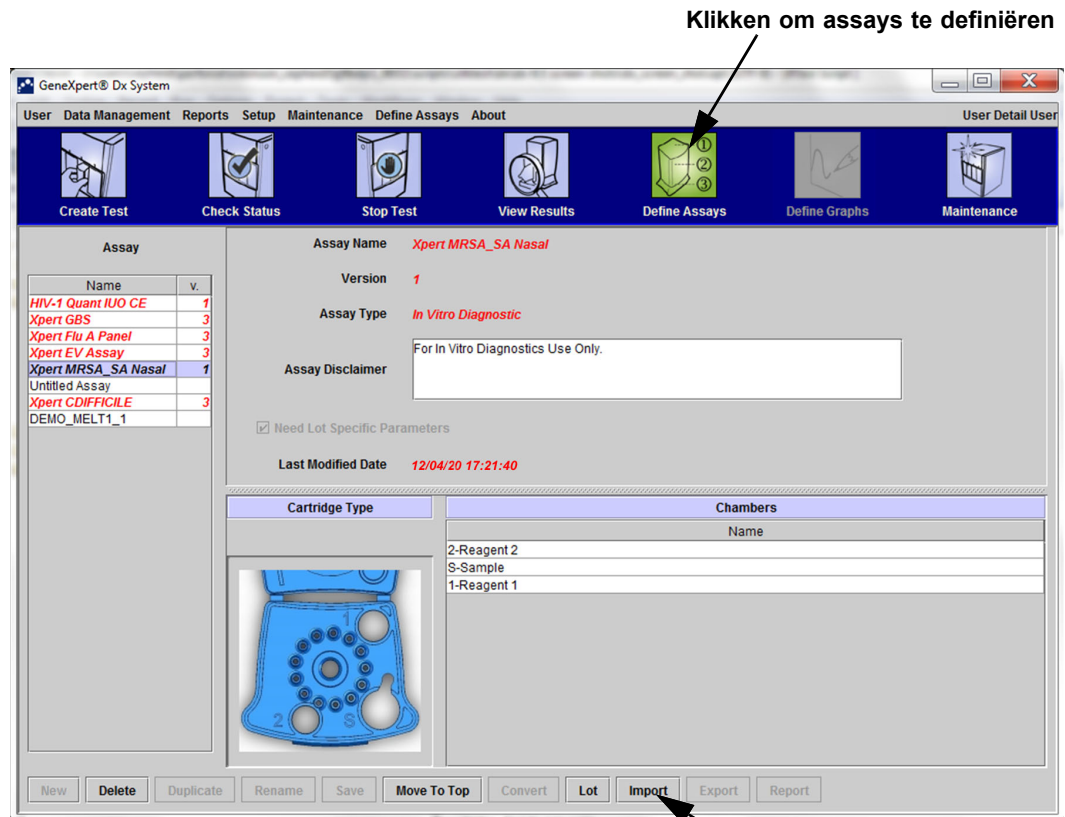 Klikken om assays te definiëren
GeneXpert® Dx System
User Data Management Reports Setup Maintenance Define Assays About User Detail User
Create Test Check Status Stop Test View Results Define Assays Define Graphs Maintenance
Assay
Name v.
HIV-1 Quant IUO CE 1
Xpert GBS 3
Xpert Flu A Panel 3
Xpert EV Assay 3
Xpert MRSA_SA Nasal 1
Untitled Assay
Xpert CDIFFICILE 3
DEMO_MELT1_1
Assay Name Xpert MRSA_SA Nasal
Version 1
Assay Type In Vitro Diagnostic
Assay Disclaimer For In Vitro Diagnostics Use Only.
Need Lot Specific Parameters
Last Modified Date 12/04/20 17:21:40
Cartridge Type
1
2 S
Chambers
Name
2-Reagent 2
S-Sample
1-Reagent 1
New Delete Duplicate Rename Save Move To Top Convert Lot Import Export Report